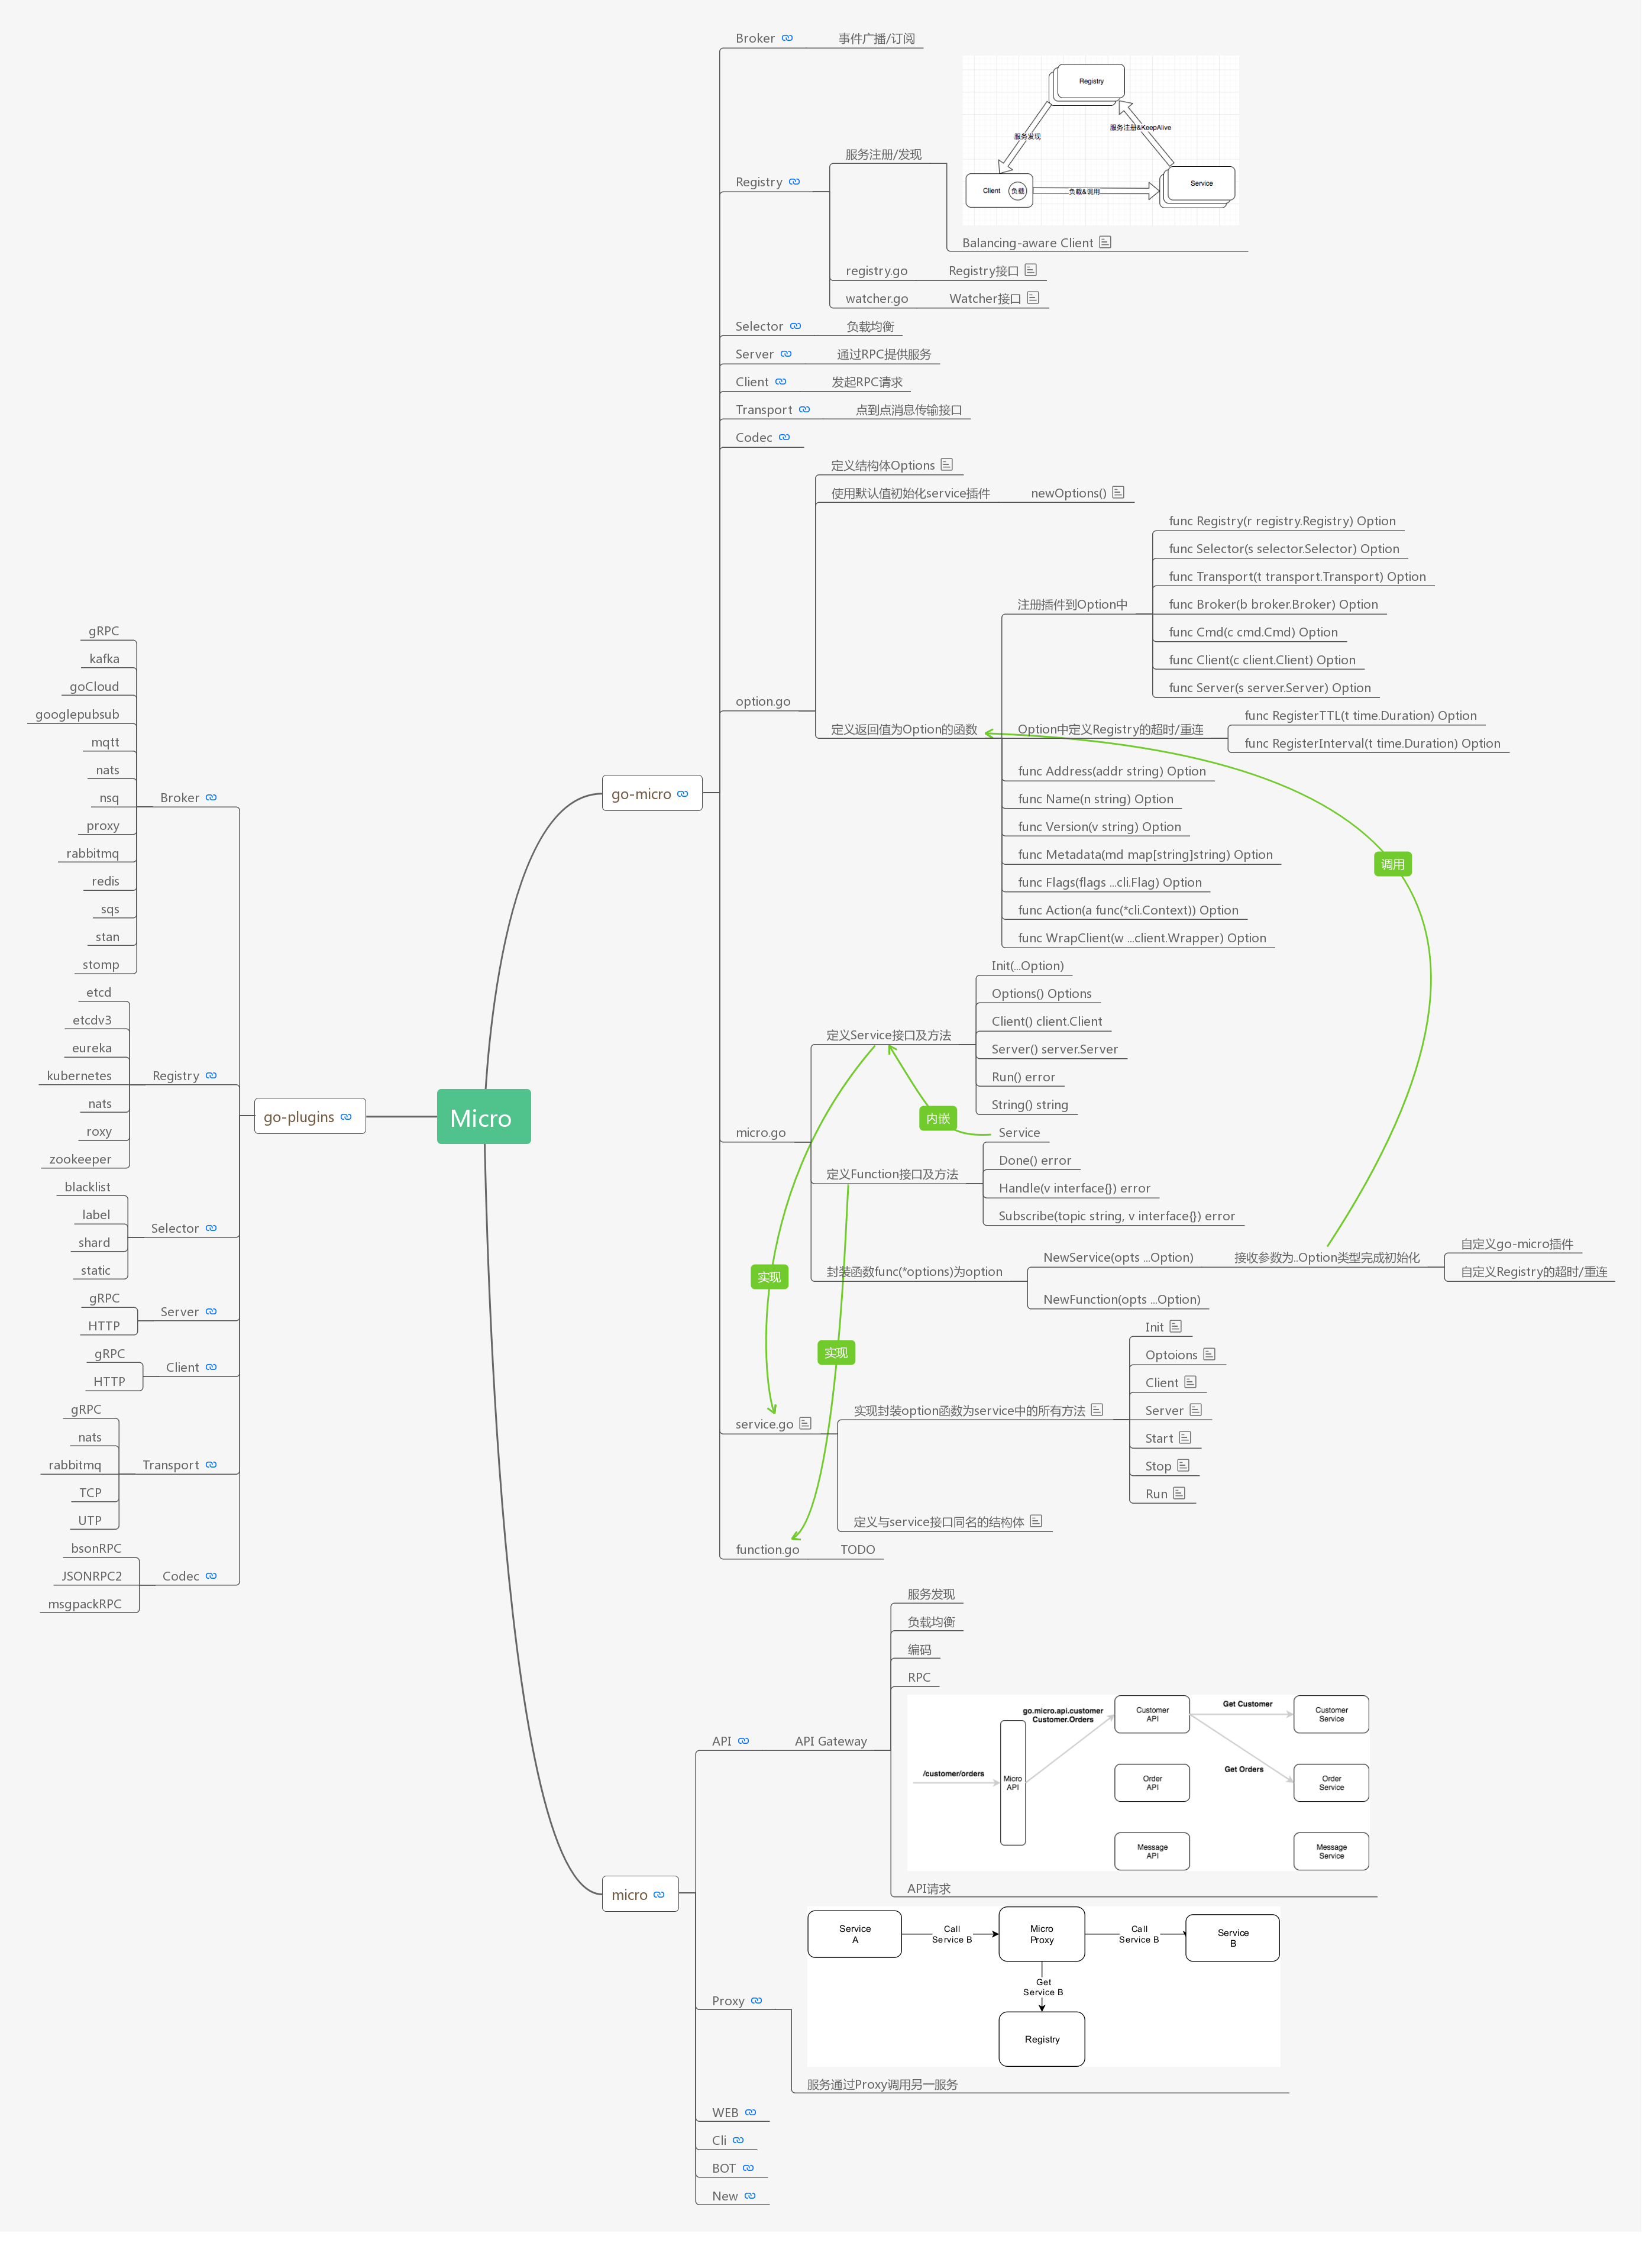 Micro
go-micro
Broker
事件广播/订阅
Registry
服务注册/发现
Registry
服务发现
服务注册&KeepAlive
Client
负载
负载&调用
Service
Balancing-aware Client
registry.go
Registry接口
watcher.go
Watcher接口
Selector
负载均衡
Server
通过RPC提供服务
Client
发起RPC请求
Transport
点到点消息传输接口
Codec
option.go
定义结构体Options
使用默认值初始化service插件
newOptions()
定义返回值为Option的函数
注册插件到Option中
func Registry(r registry.Registry) Option
func Selector(s selector.Selector) Option
func Transport(t transport.Transport) Option
func Broker(b broker.Broker) Option
func Cmd(c cmd.Cmd) Option
func Client(c client.Client) Option
func Server(s server.Server) Option
Option中定义Registry的超时/重连
func RegisterTTL(t time.Duration) Option
func RegisterInterval(t time.Duration) Option
func Address(addr string) Option
func Name(n string) Option
func Version(v string) Option
func Metadata(md map[string]string) Option
func Flags(flags ...cli.Flag) Option
func Action(a func(*cli.Context)) Option
func WrapClient(w ...client.Wrapper) Option
调用
micro.go
定义Service接口及方法
Init(...Option)
Options() Options
Client() client.Client
Server() server.Server
Run() error
String() string
内嵌
定义Function接口及方法
Service
Done() error
Handle(v interface{}) error
Subscribe(topic string, v interface{}) error
封装函数func(*options)为option
NewService(opts ...Option)
接收参数为..Option类型完成初始化
自定义go-micro插件
自定义Registry的超时/重连
NewFunction(opts ...Option)
实现
实现
service.go
实现封装option函数为service中的所有方法
Init
Optoions
Client
Server
Start
Stop
Run
定义与service接口同名的结构体
function.go
TODO
go-plugins
Broker
gRPC
kafka
goCloud
googlepubsub
mqtt
nats
nsq
proxy
rabbitmq
redis
sqs
stan
stomp
Registry
etcd
etcdv3
eureka
kubernetes
nats
roxy
zookeeper
Selector
blacklist
label
shard
static
Server
gRPC
HTTP
Client
gRPC
HTTP
Transport
gRPC
nats
rabbitmq
TCP
UTP
Codec
bsonRPC
JSONRPC2
msgpackRPC
micro
API
API Gateway
服务发现
负载均衡
编码
RPC
/customer/orders
Micro
API
go.micro.api.customer
Customer.Orders
Customer
API
Get Customer
Customer
Service
Order
API
Get Orders
Order
Service
Message
API
Message
Service
API请求
Proxy
Service
A
Call
Service B
Micro
Proxy
Call
Service B
Service
B
Get
Service B
Registry
服务通过Proxy调用另一服务
WEB
Cli
BOT
New